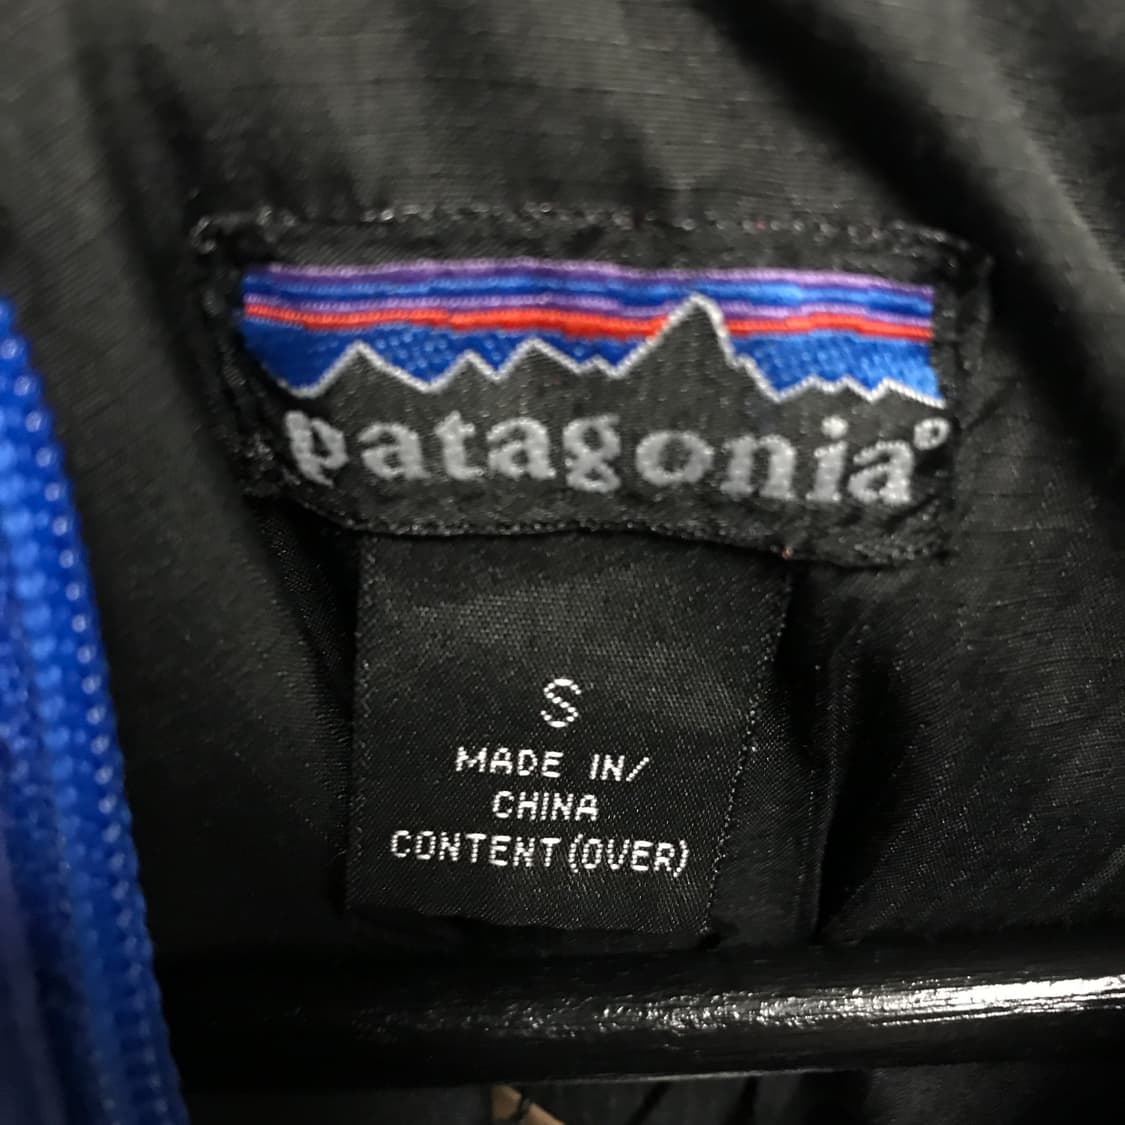 patagonia®
S
MADE IN/
CHINA
CONTENT (OVER)